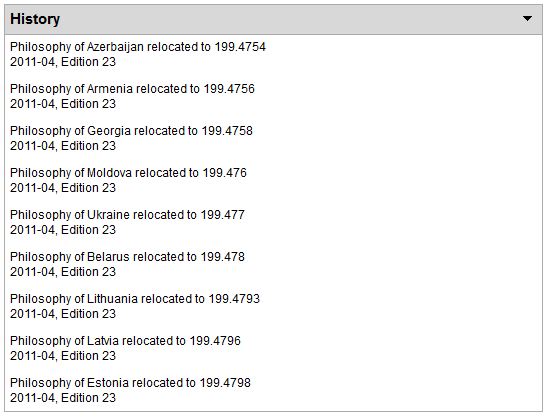 History
Philosophy of Azerbaijan relocated to 199.4754
2011-04, Edition 23
Philosophy of Armenia relocated to 199.4756
2011-04, Edition 23
Philosophy of Georgia relocated to 199.4758
2011-04, Edition 23
Philosophy of Moldova relocated to 199.476
2011-04, Edition 23
Philosophy of Ukraine relocated to 199.477
2011-04, Edition 23
Philosophy of Belarus relocated to 199.478
2011-04, Edition 23
Philosophy of Lithuania relocated to 199.4793
2011-04, Edition 23
Philosophy of Latvia relocated to 199.4796
2011-04, Edition 23
Philosophy of Estonia relocated to 199.4798
2011-04, Edition 23